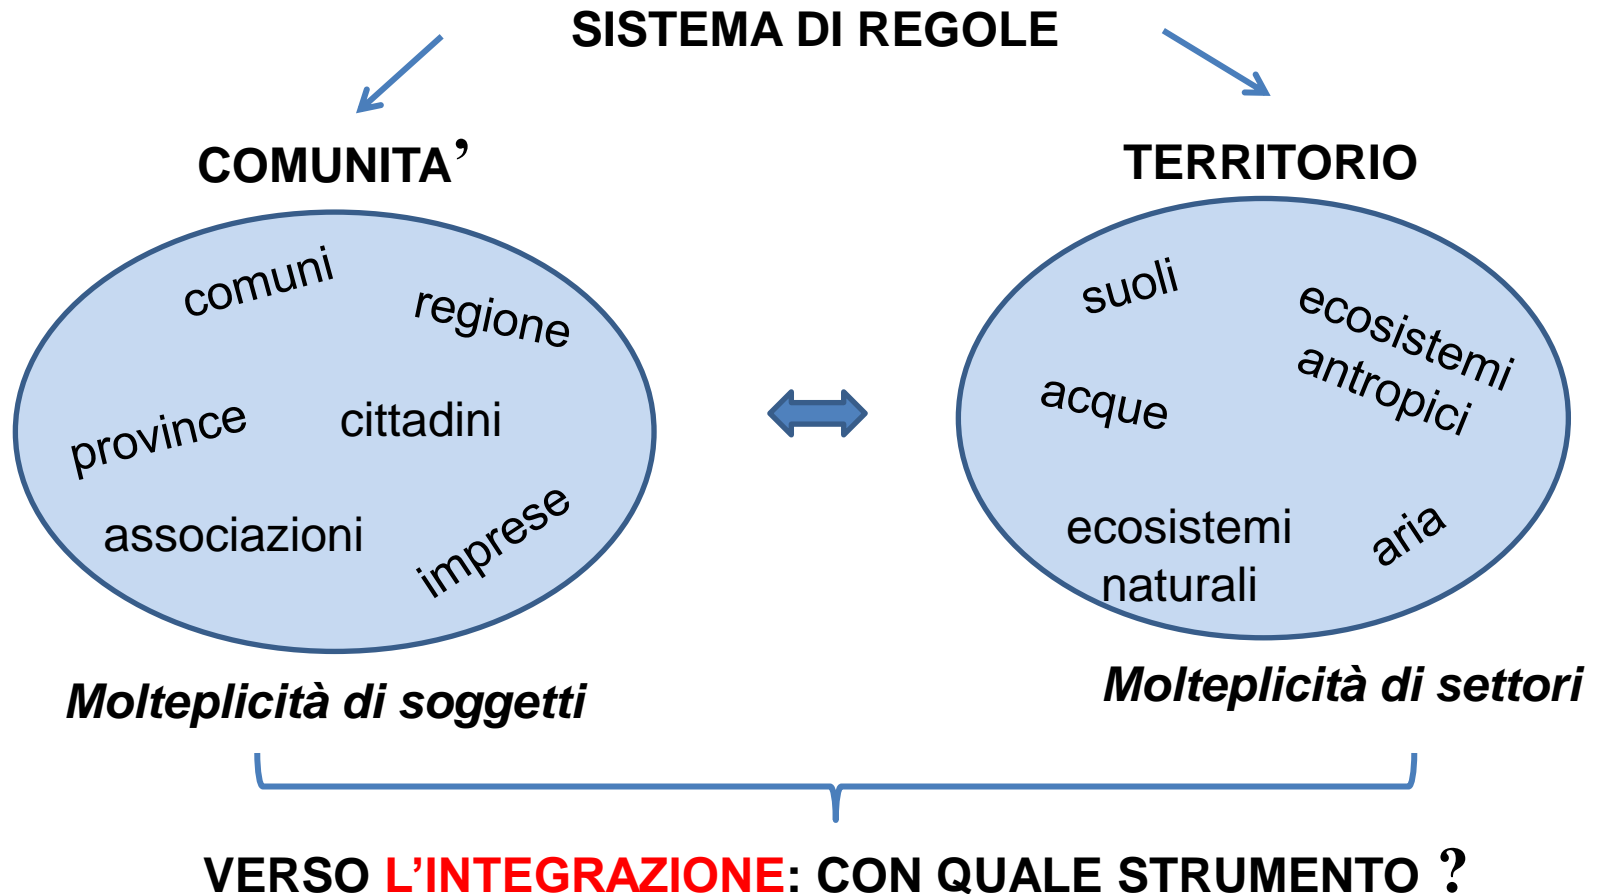 SISTEMA DI REGOLE
COMUNITA’
TERRITORIO
comuni
regione
province
cittadini
associazioni
imprese
suoli
ecosistemi
antropici
acque
ecosistemi
naturali
aria
Molteplicità di soggetti
Molteplicità di settori
VERSO L’INTEGRAZIONE: CON QUALE STRUMENTO ?